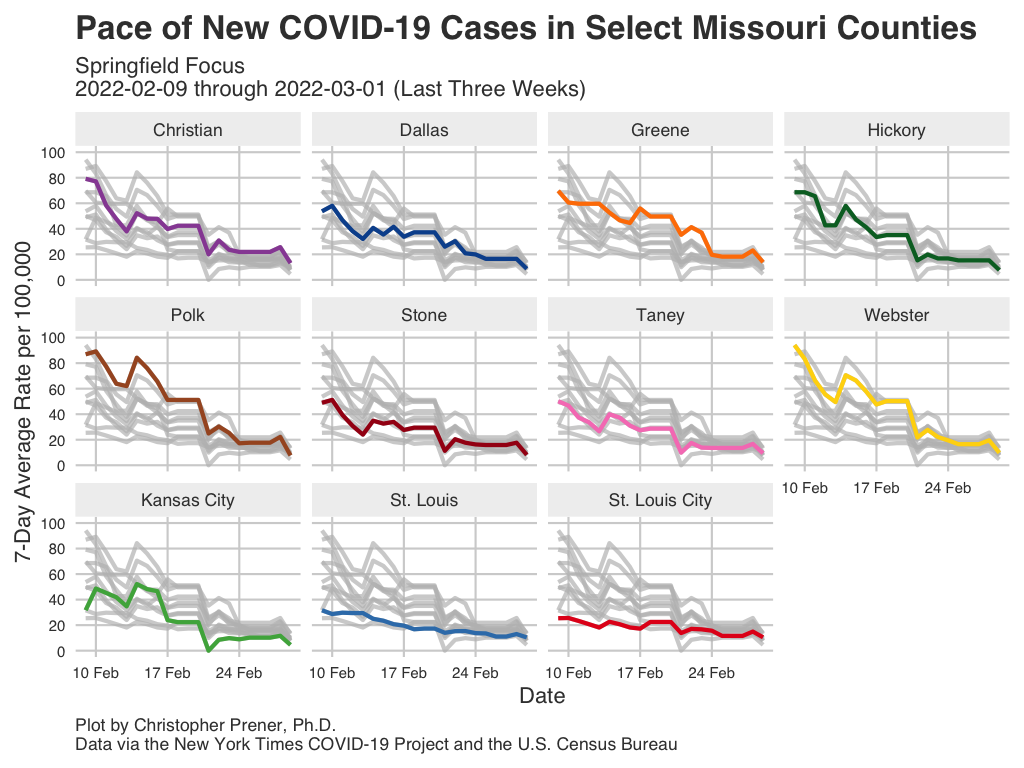 Pace of New COVID-19 Cases in Select Missouri Counties
Springfield Focus
2022-02-09 through 2022-03-01 (Last Three Weeks)
Christian
Dallas
Greene
Hickory
100
80
60
40
20
0
Polk
Stone
Taney
Webster
100
80
60
40
20
0
10 Feb 17 Feb 24 Feb
Kansas City
St. Louis
St. Louis City
100
80
60
40
20
0
10 Feb 17 Feb 24 Feb
10 Feb 17 Feb 24 Feb
10 Feb 17 Feb 24 Feb
7-Day Average Rate per 100,000
Date
Plot by Christopher Prener, Ph.D.
Data via the New York Times COVID-19 Project and the U.S. Census Bureau